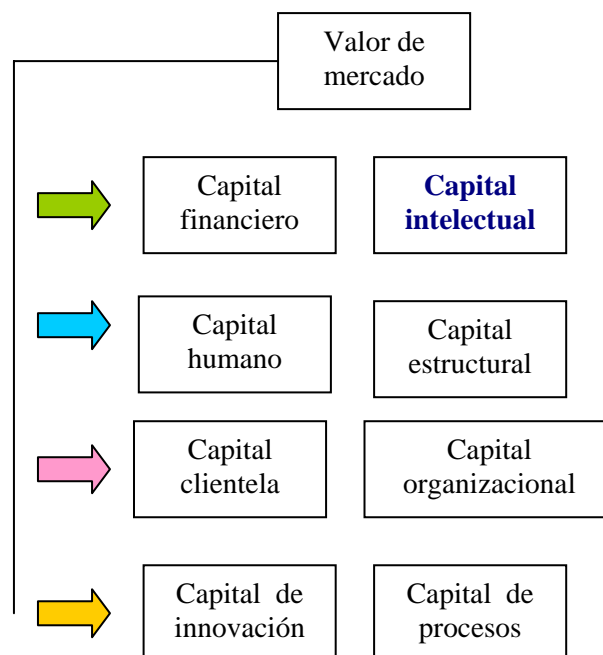 Valor de
mercado
Capital
financiero
Capital
intelectual
Capital
humano
Capital
estructural
Capital
clientela
Capital
organizacional
Capital de
innovación
Capital de
procesos